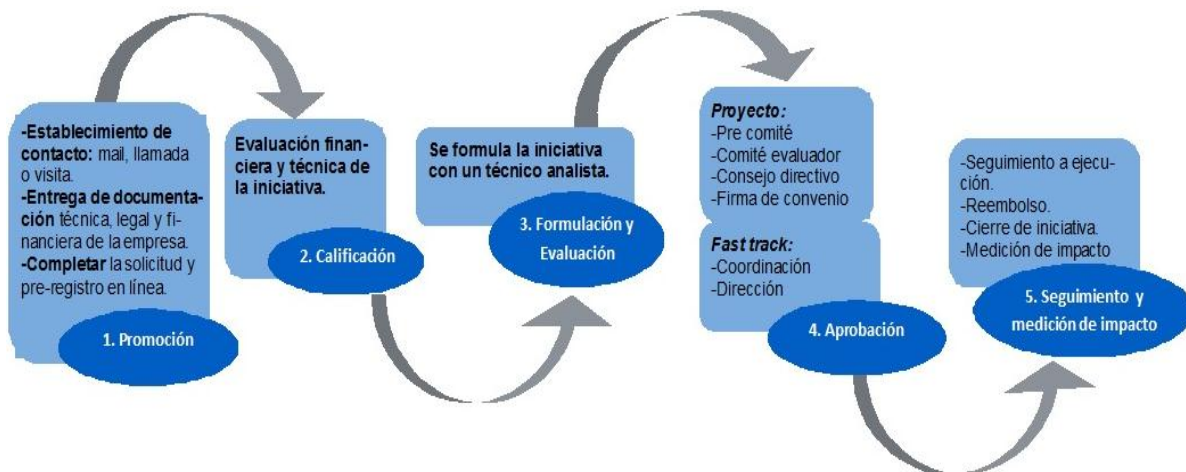 -Establecimiento de
contacto: mail, llamada
o visita.
-Entrega de documenta-
ción técnica, legal y fi-
nanciera de la empresa.
-Completar la solicitud y
pre-registro en línea.
1. Promoción
Evaluación finan-
ciera y técnica de
la iniciativa.
2. Calificación
Se formula la iniciativa
con un técnico analista.
3. Formulación y
Evaluación
Proyecto:
-Pre comité
-Comité evaluador
-Consejo directivo
-Firma de convenio
Fast track:
-Coordinación
-Dirección
4. Aprobación
-Seguimiento a ejecu-
ción.
-Reembolso.
-Cierre de iniciativa.
-Medición de impacto
5. Seguimiento y
medición de impacto